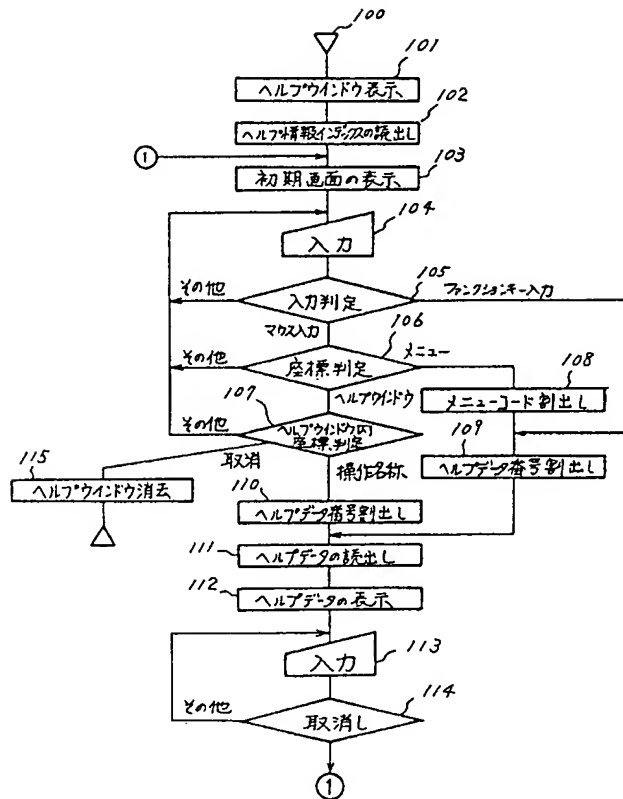 100
101
ヘルプウインドウ表示
102
ヘルプ情報インデックスの読出し
1
103
初期画面の表示
104
入力
105
その他
入力判定
ファンクションキー入力
マウス入力
106
その他
座標判定
メニュー
107
108
ヘルプウインドウ
メニューコード割出し
その他
ヘルプウインドウの
座標判定
109
115
取消
操作名称
ヘルプデータ番号割出し
ヘルプウインドウ消去
110
ヘルプデータ番号割出し
111
ヘルプデータの読出し
112
ヘルプデータの表示
入力
113
114
その他
取消し
1